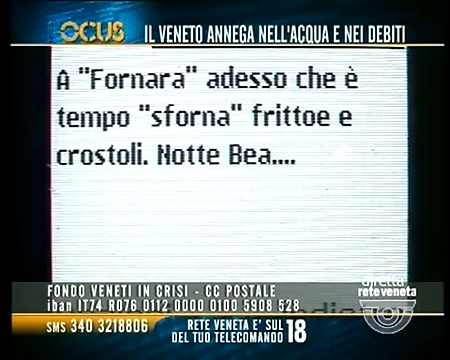 FOCUS IL VENETO ANNEGA NELL'ACQUA E NEI DEBITI
A "Fornara" adesso che è
tempo "sforna" frittoe e
crostoli. Notte Bea....
FONDO VENETI IN CRISI - CC POSTALE
iban IT74 R076 0112 0000 0100 5908 528
diretta
reteveneta
SMS 340 3218806
RETE VENETA E' SUL 18
DEL TUO TELECOMANDO